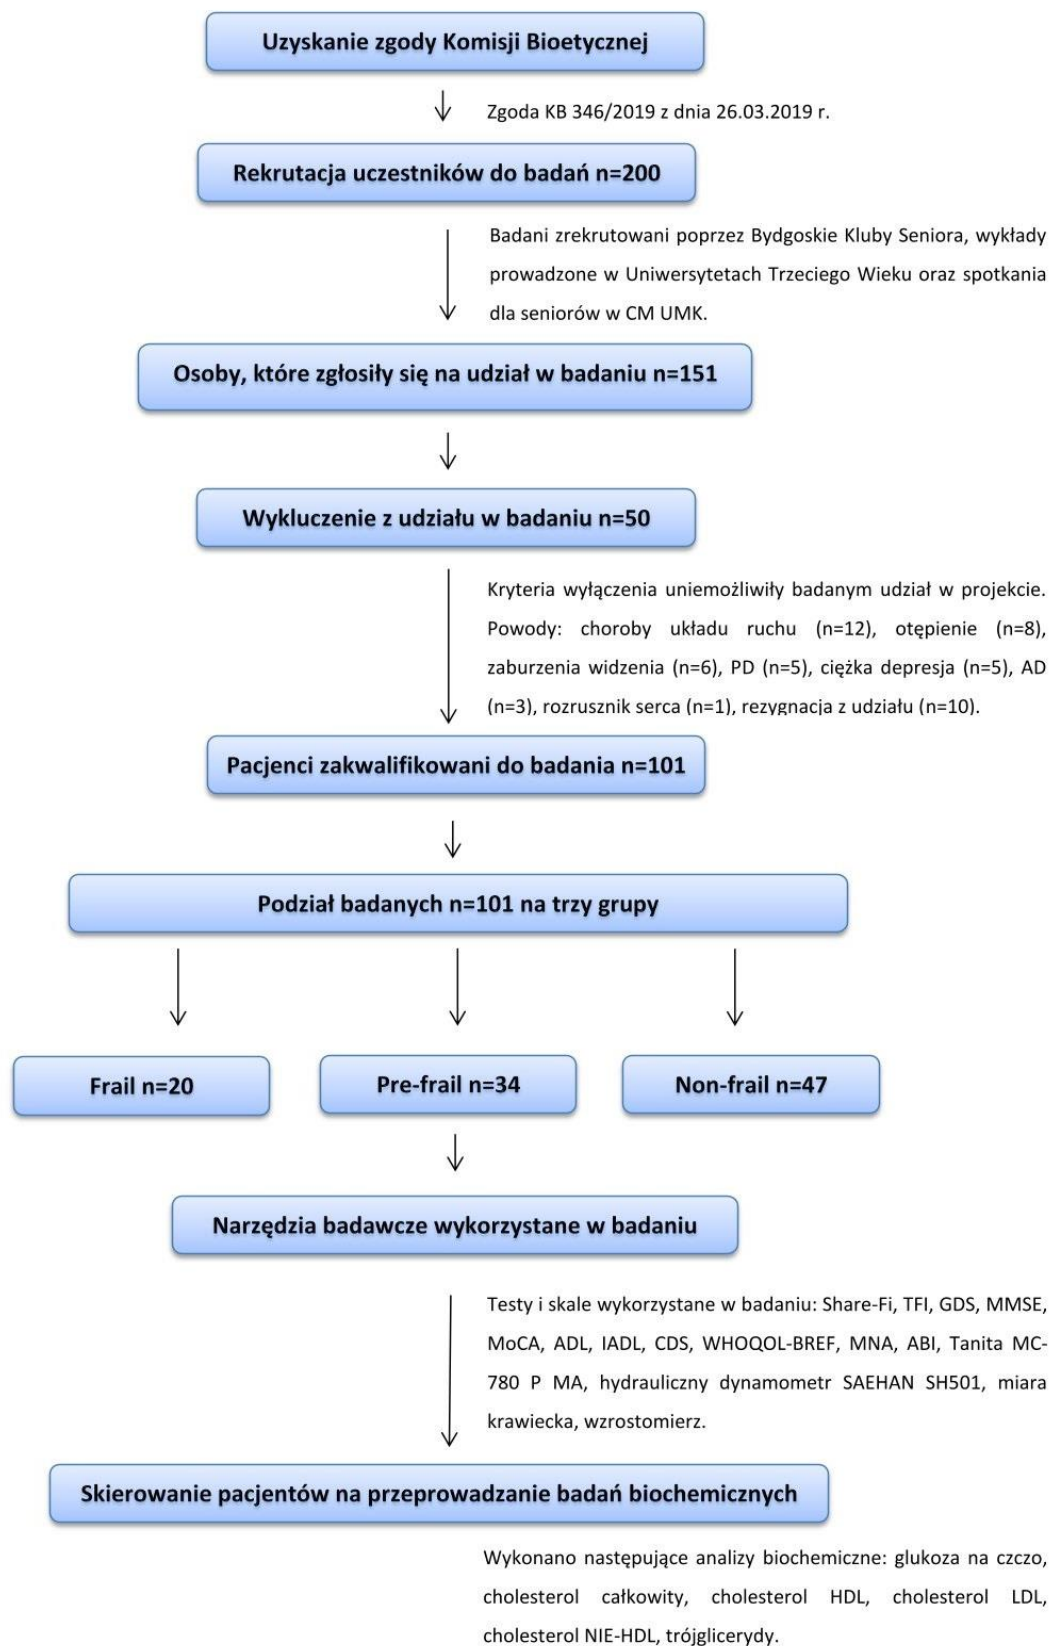 Uzyskanie zgody Komisji Bioetycznej
Zgoda KB 346/2019 z dnia 26.03.2019 r.
Rekrutacja uczestników do badań n=200
Badani zrekrutowani poprzez Bydgoskie Kluby Seniora, wykłady
prowadzone w Uniwersytetach Trzeciego Wieku oraz spotkania
dla seniorów w CM UMK.
Osoby, które zgłosiły się na udział w badaniu n=151
Wykluczenie z udziału w badaniu n=50
Kryteria wyłączenia uniemożliwiły badanym udział w projekcie.
Powody: choroby układu ruchu (n=12), otępienie (n=8),
zaburzenia widzenia (n=6), PD (n=5), ciężka depresja (n=5), AD
(n=3), rozrusznik serca (n=1), rezygnacja z udziału (n=10).
Pacjenci zakwalifikowani do badania n=101
Podział badanych n=101 na trzy grupy
Frail n=20
Pre-frail n=34
Non-frail n=47
Narzędzia badawcze wykorzystane w badaniu
Testy i skale wykorzystane w badaniu: Share-Fi, TFI, GDS, MMSE,
MoCA, ADL, IADL, CDS, WHOQOL-BREF, MNA, ABI, Tanita MC-
780 P MA, hydrauliczny dynamometr SAEHAN SH501, miara
krawiecka, wzrostomierz.
Skierowanie pacjentów na przeprowadzanie badań biochemicznych
Wykonano następujące analizy biochemiczne: glukoza na czczo,
cholesterol całkowity, cholesterol HDL, cholesterol LDL,
cholesterol NIE-HDL, trójglicerydy.